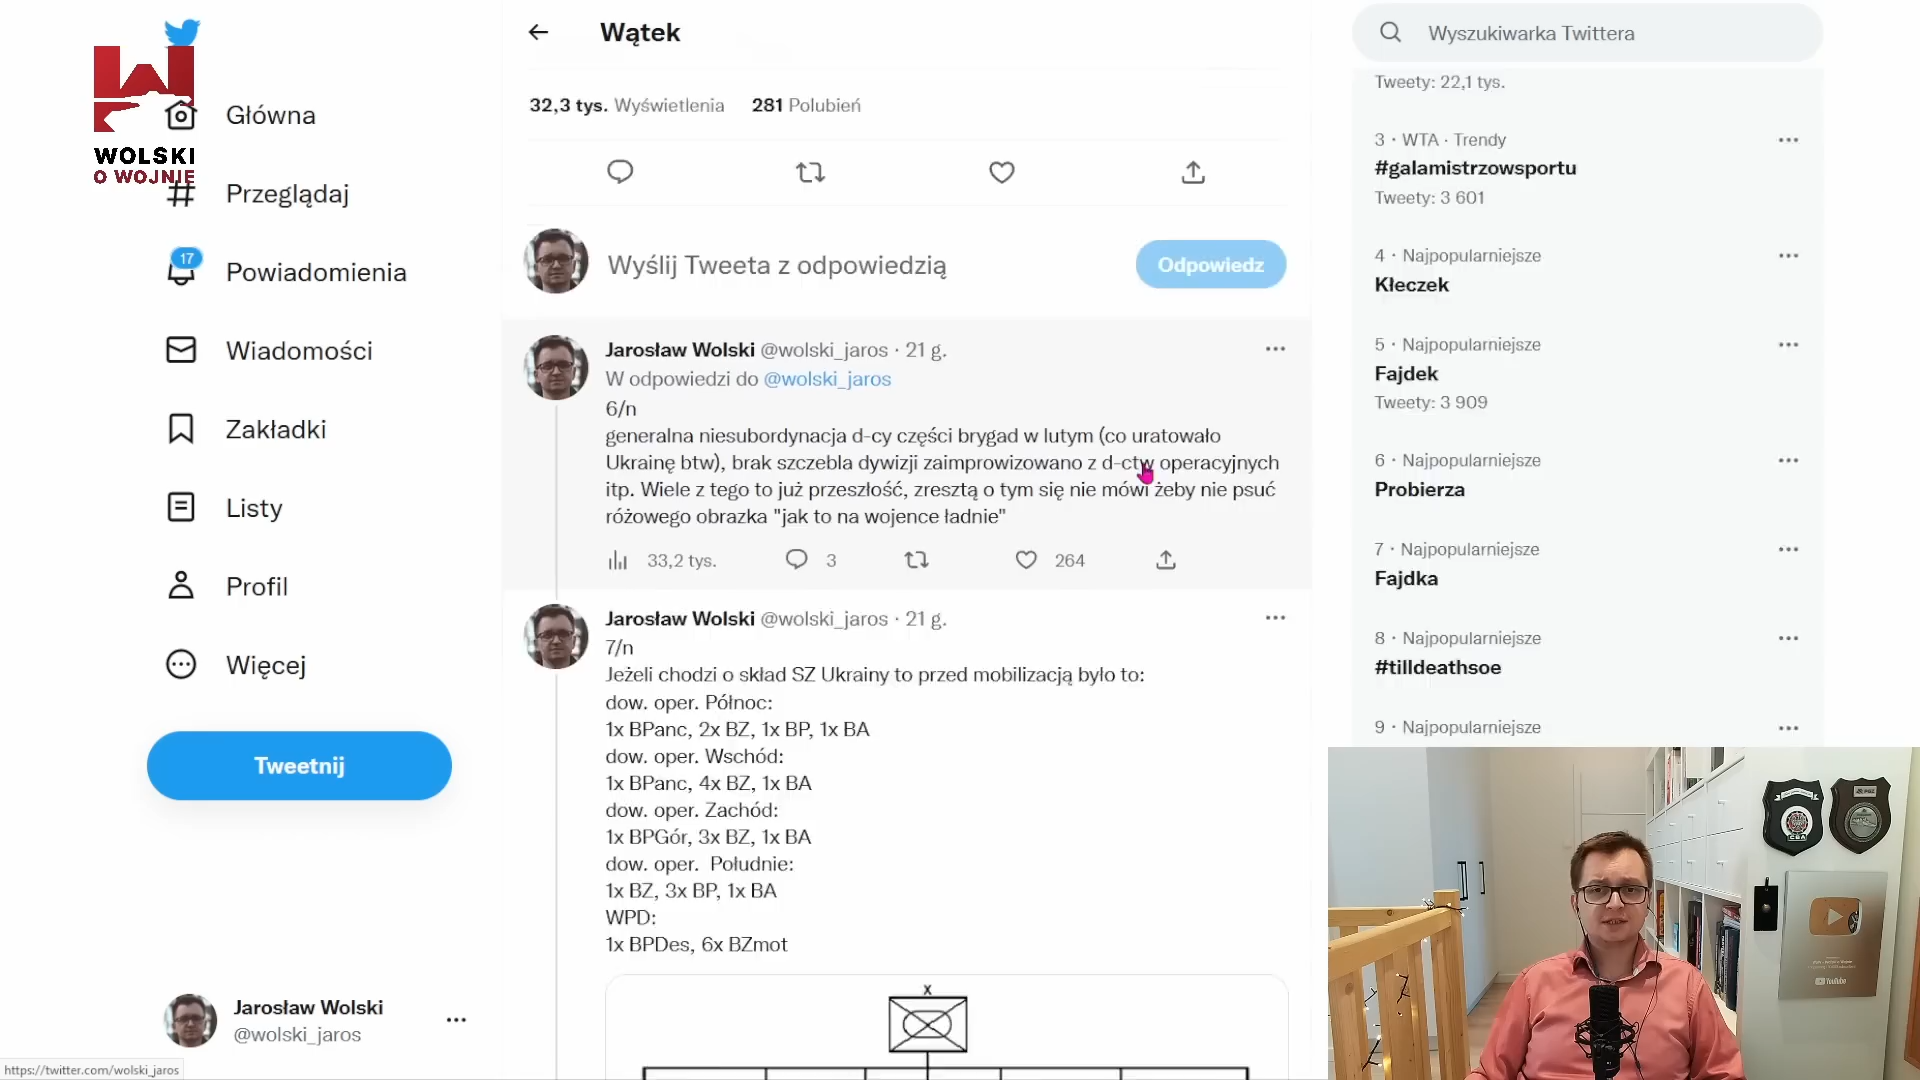 Wątek
Wyszukiwarka Twittera
WOLSKI
O WOJNIE
Główna
Przeglądaj
17
Powiadomienia
Wiadomości
Zakładki
Listy
Profil
Więcej
Tweetnij
Jarosław Wolski
@wolski_jaros
https://twitter.com/wolski_jaros
32,3 tys. Wyświetlenia 281 Polubień
Wyślij Tweeta z odpowiedzią
Odpowiedz
Jarosław Wolski @wolski_jaros · 21 g.
W odpowiedzi do @wolski_jaros
6/n
generalna niesubordynacja d-cy części brygad w lutym (co uratowało
Ukrainę btw), brak szczebla dywizji zaimprowizowano z d-ctw operacyjnych
itp. Wiele z tego to już przeszłość, zresztą o tym się nie mówi żeby nie psuć
różowego obrazka "jak to na wojence ładnie"
33,2 tys. 3 264
Jarosław Wolski @wolski_jaros · 21 g.
7/n
Jeżeli chodzi o skład SZ Ukrainy to przed mobilizacją było to:
dow. oper. Północ:
1x BPanc, 2x BZ, 1x BP, 1x BA
dow. oper. Wschód:
1x BPanc, 4x BZ, 1x BA
dow. oper. Zachód:
1x BPGór, 3x BZ, 1x BA
dow. oper. Południe:
1x BZ, 3x BP, 1x BA
WPD:
1x BPDes, 6x BZmot
X
Tweety: 22,1 tys.
3 · WTA · Trendy
#galamistrzowsportu
Tweety: 3 601
4 · Najpopularniejsze
Kłeczek
5 · Najpopularniejsze
Fajdek
Tweety: 3 909
6 · Najpopularniejsze
Probierza
7 · Najpopularniejsze
Fajdka
8 · Najpopularniejsze
#tilldeathsoe
9 · Najpopularniejsze
YouTube